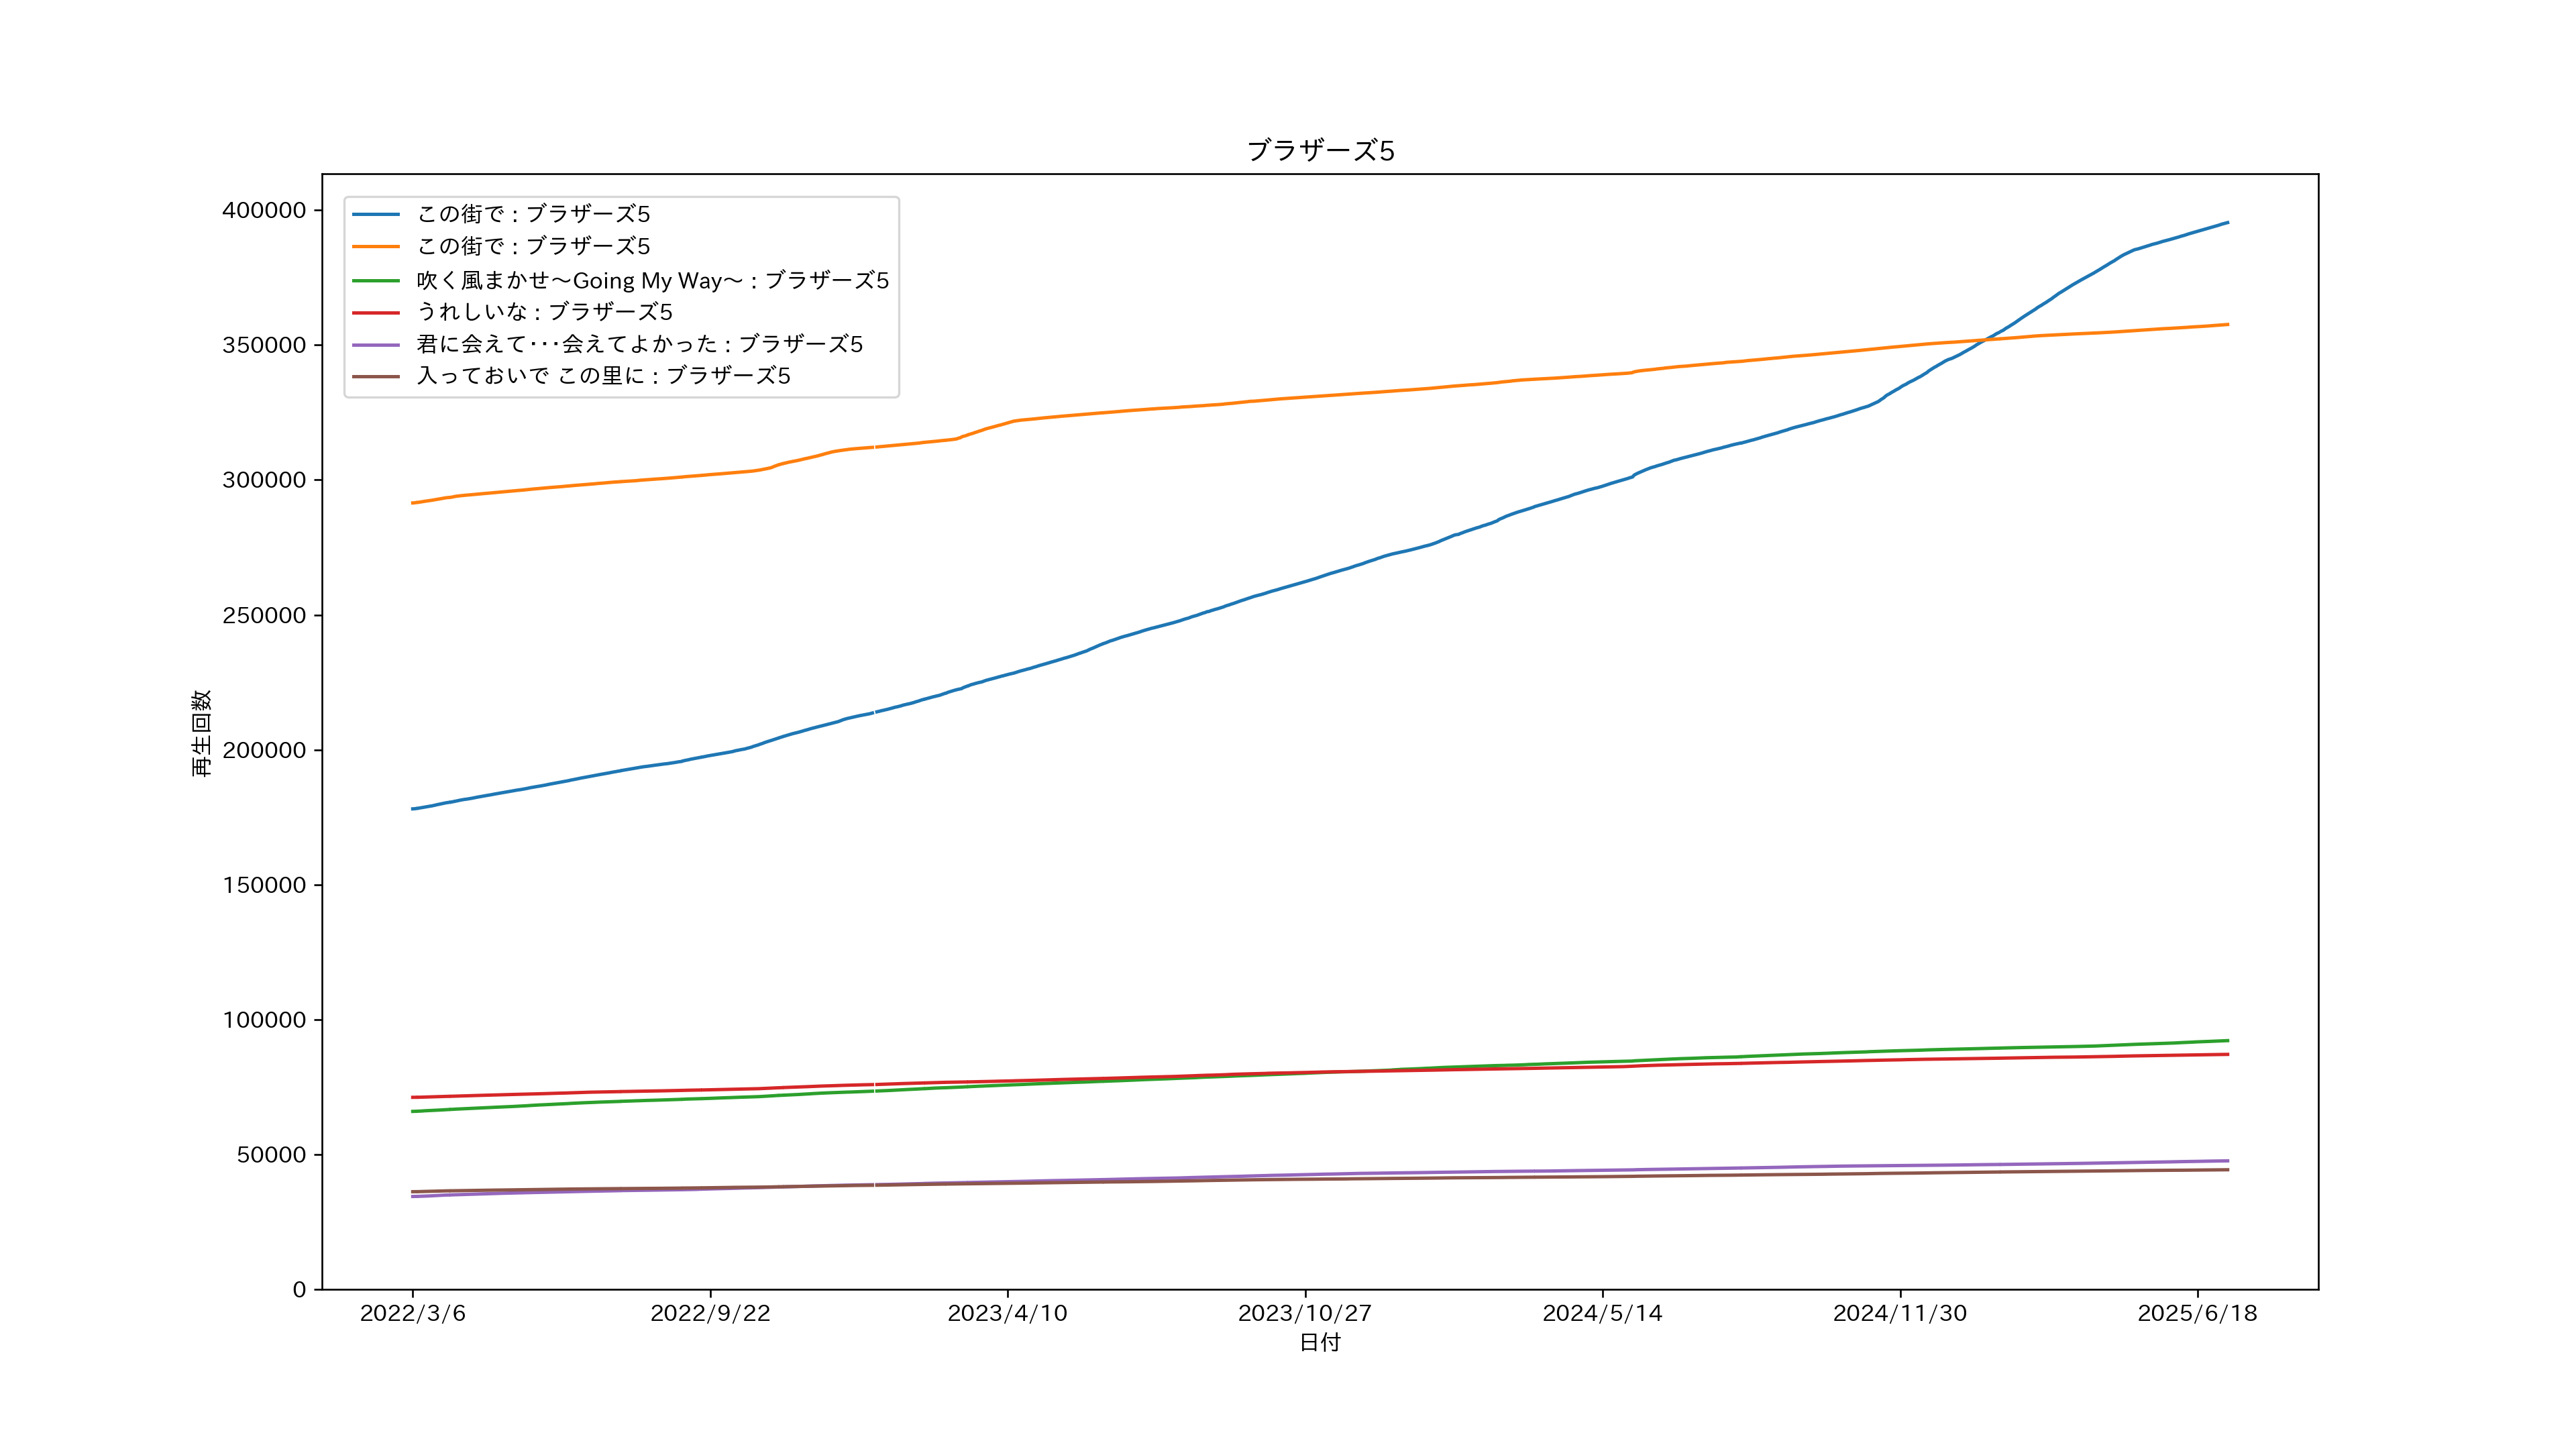 ブラザーズ5
この街で : ブラザーズ5
この街で : ブラザーズ5
吹く風まかせ～Going My Way～ : ブラザーズ5
うれしいな : ブラザーズ5
君に会えて･･･会えてよかった : ブラザーズ5
入っておいで この里に : ブラザーズ5
400000
350000
300000
250000
200000
150000
100000
50000
0
再生回数
2022/3/6 2022/9/22 2023/4/10 2023/10/27 2024/5/14 2024/11/30 2025/6/18
日付